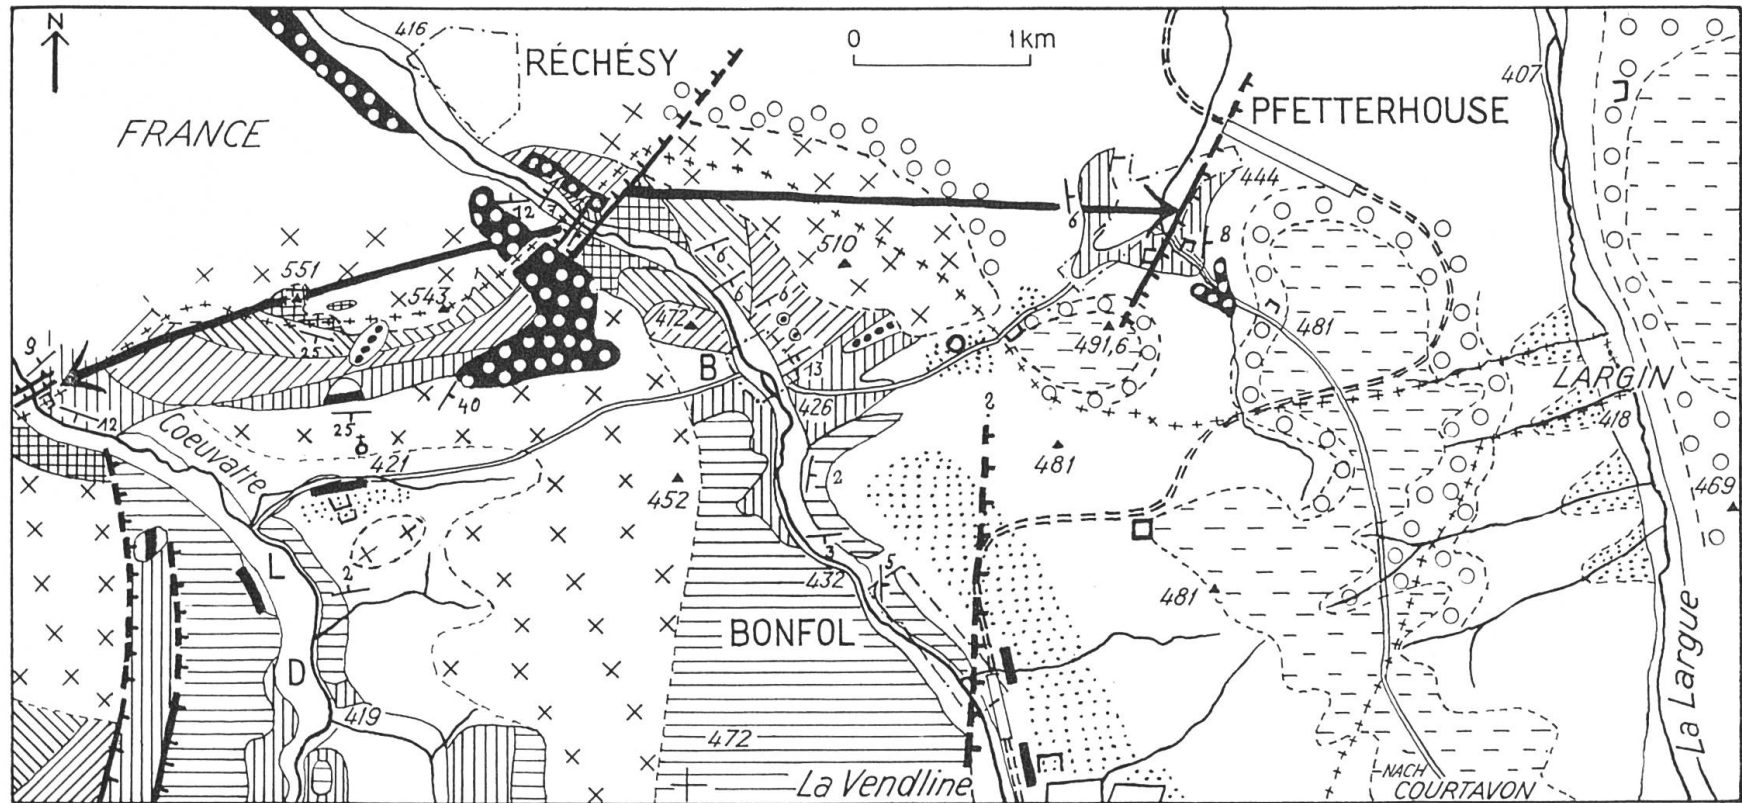 N
416
RÉCHÉSY
0 1km
407
FRANCE
PFETTERHOUSE
444
12
6
8
510
551
543
6
6
6
472
481
25
491,6
9
B
13
LARGIN
40
426
418
12
Coeuvatte
25
421
481
2
452
469
L
2
3
5
432
481
BONFOL
D
419
472
La Largue
La Vendline
NACH
COURTAVON